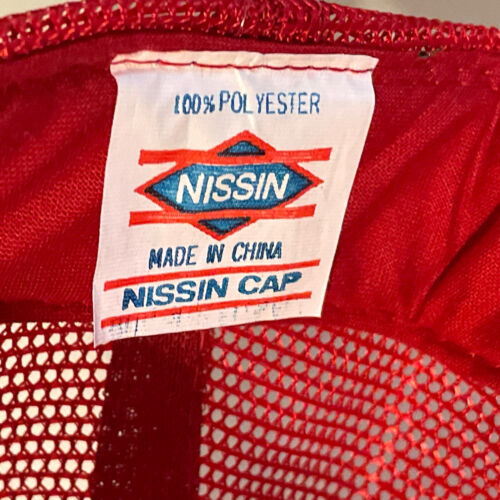 100% POLYESTER
NISSIN
MADE IN CHINA
NISSIN CAP